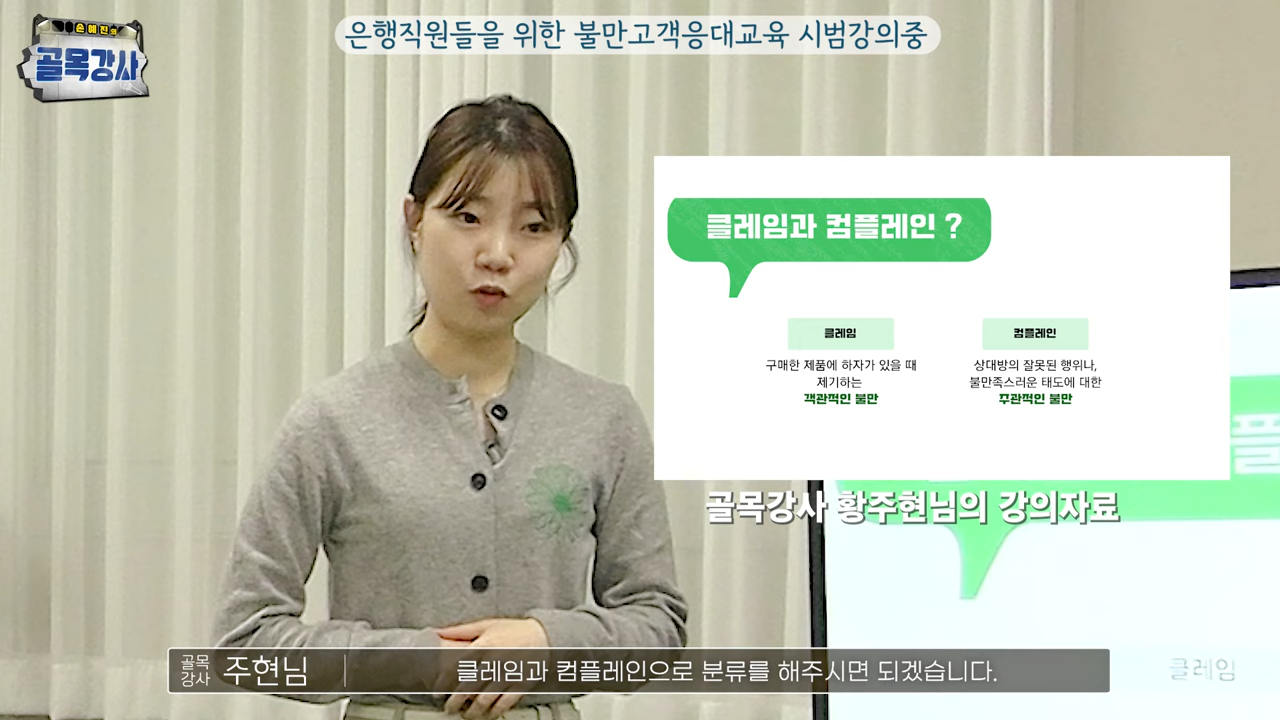 손예진의
골목강사
은행직원들을 위한 불만고객응대교육 시범강의중
클레임과 컴플레인 ?
클레임
구매한 제품에 하자가 있을 때
제기하는
객관적인 불만
컴플레인
상대방의 잘못된 행위나,
불만족스러운 태도에 대한
주관적인 불만
플
골목강사 황주현님의 강의자료
골목
강사
주현님
클레임과 컴플레인으로 분류를 해주시면 되겠습니다.
클레임